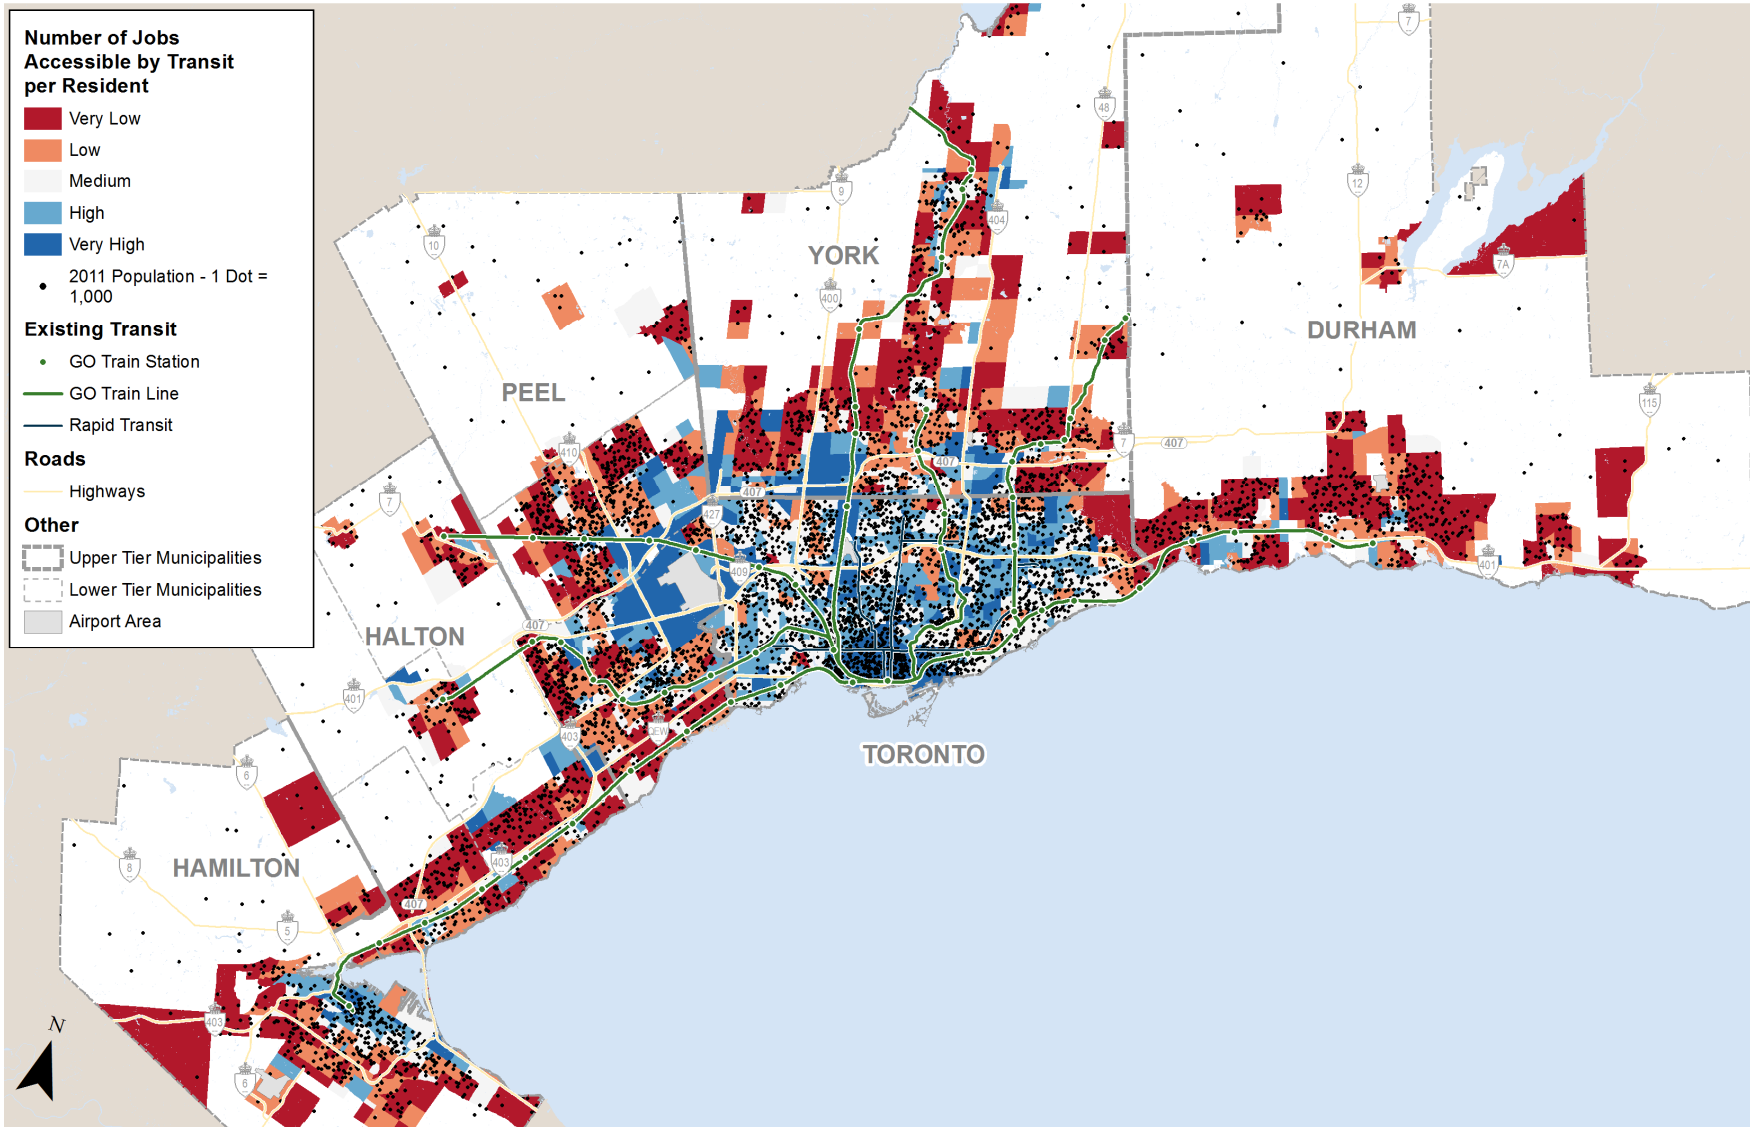 Number of Jobs
Accessible by Transit
per Resident
Very Low
Low
Medium
High
Very High
2011 Population - 1 Dot =
1,000
Existing Transit
GO Train Station
GO Train Line
Rapid Transit
Roads
Highways
Other
Upper Tier Municipalities
Lower Tier Municipalities
Airport Area
7
48
12
9
404
10
YORK
400
7A
DURHAM
PEEL
115
410
7
407
407
407
427
7
401
409
407
HALTON
401
403
QEW
TORONTO
6
403
8
HAMILTON
407
5
403
N
6